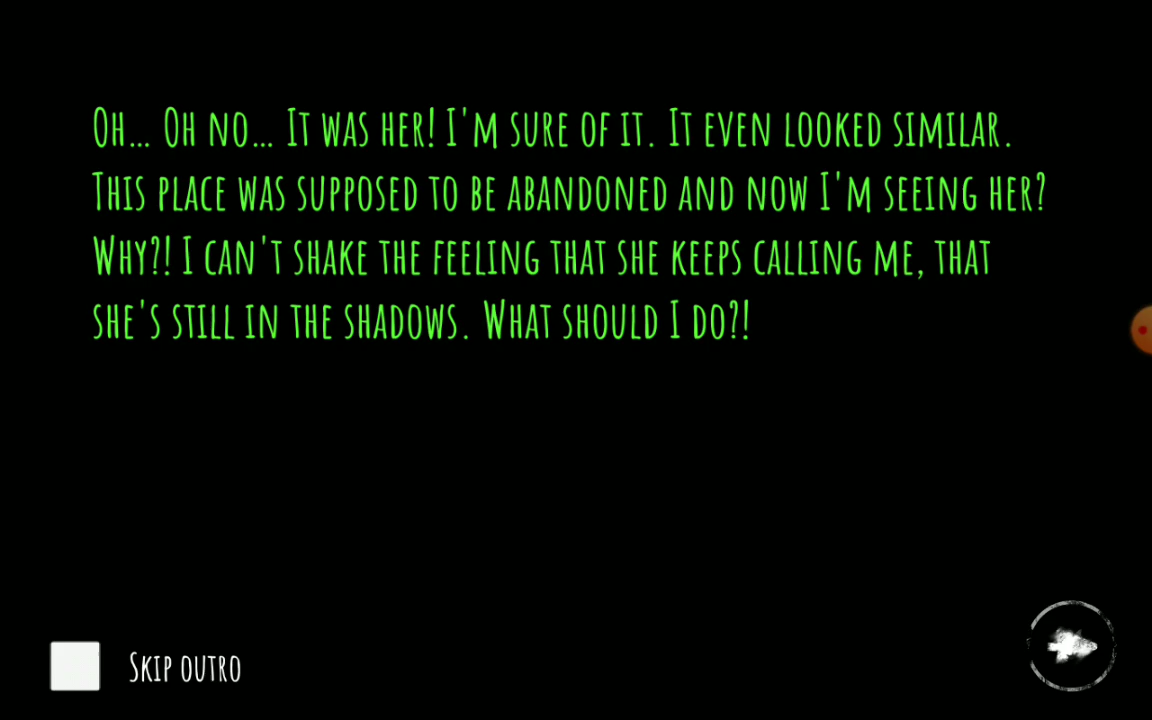 Oh... Oh no... It was her! I'm sure of it. It even looked similar.
This place was supposed to be abandoned and now I'm seeing her?
Why?! I can't shake the feeling that she keeps calling me, that
she's still in the shadows. What should I do?!
Skip outro